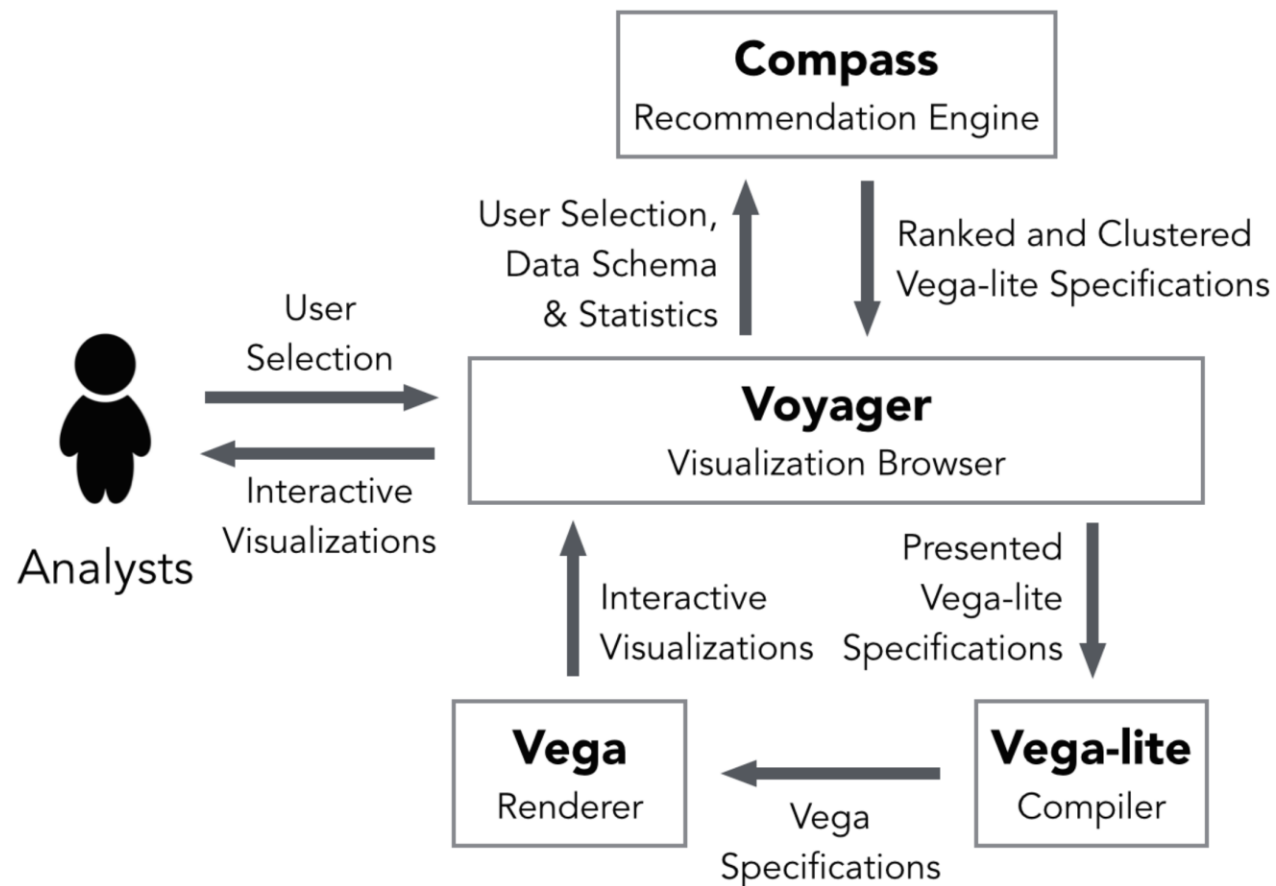 Compass
Recommendation Engine
User Selection,
Data Schema
& Statistics
Ranked and Clustered
Vega-lite Specifications
User
Selection
Voyager
Visualization Browser
Interactive
Visualizations
Analysts
Interactive
Visualizations
Presented
Vega-lite
Specifications
Vega
Renderer
Vega-lite
Compiler
Vega
Specifications